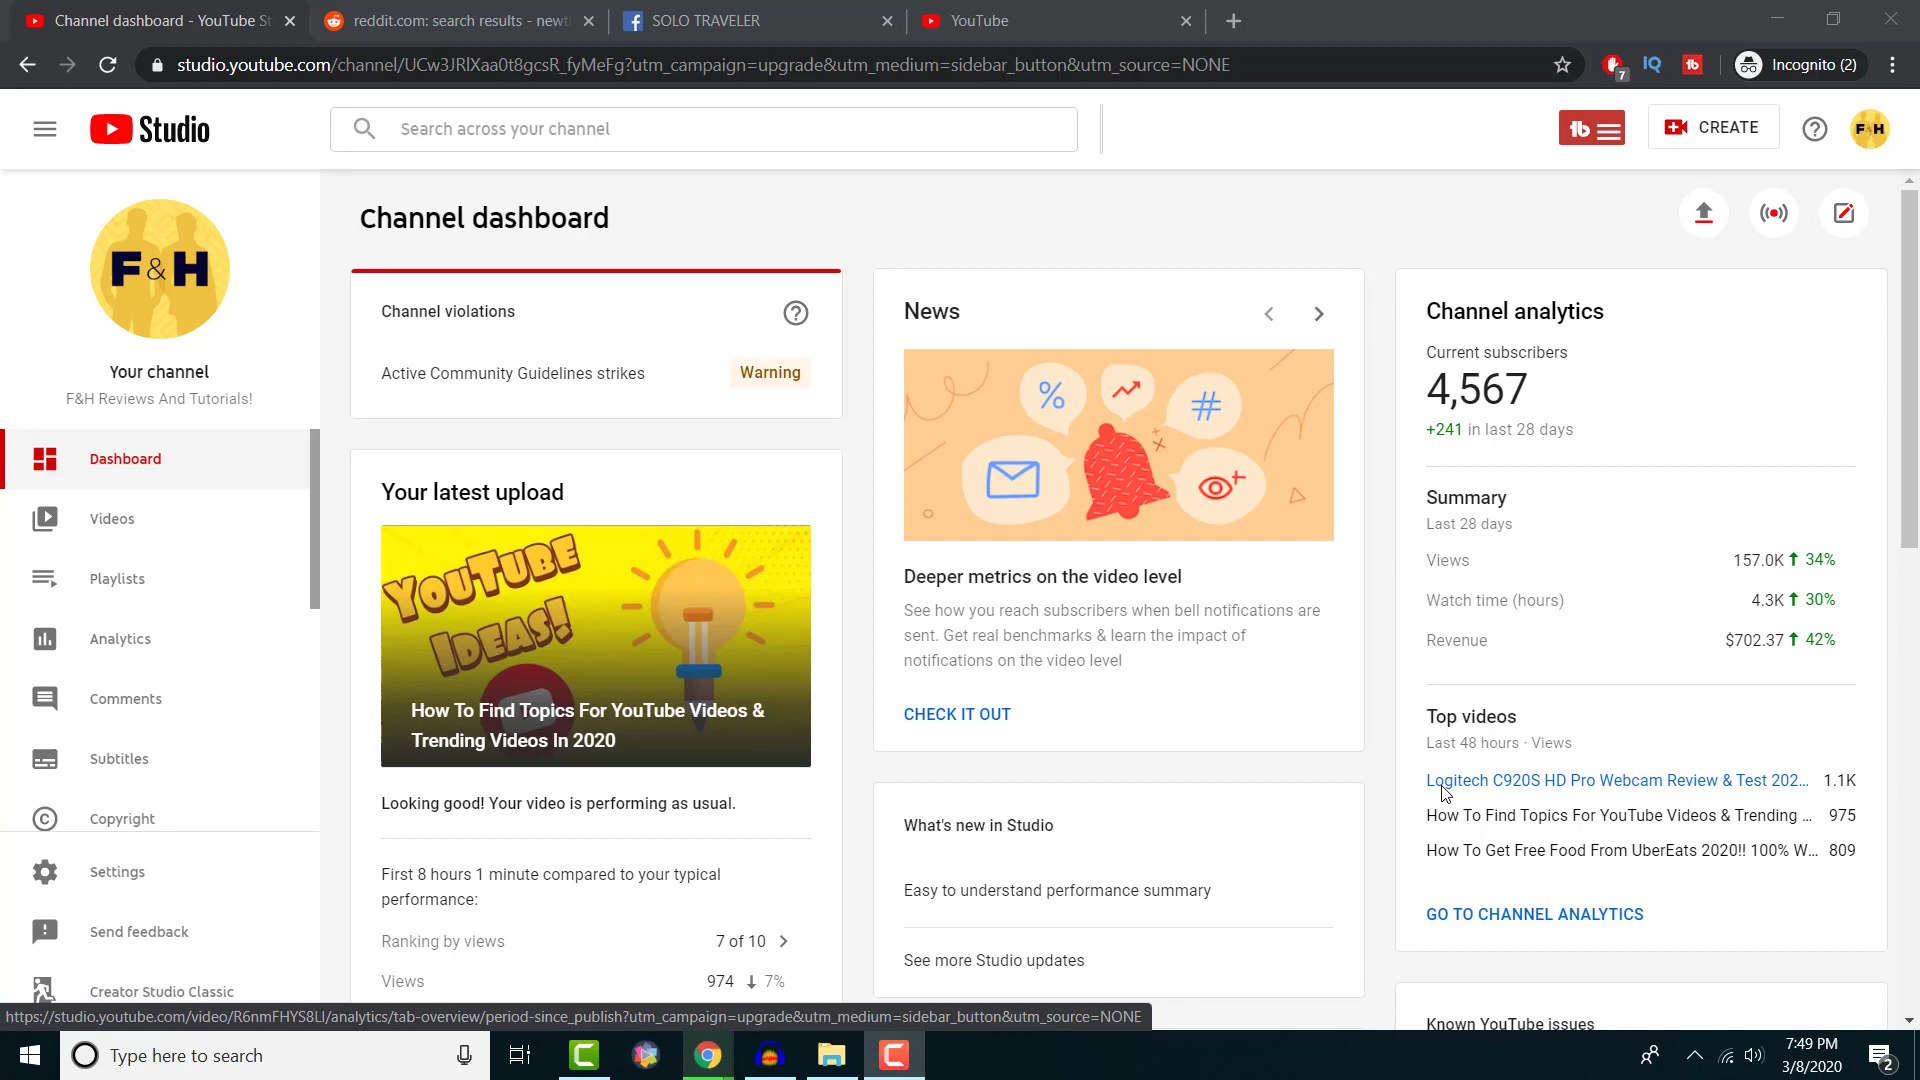 Channel dashboard - YouTube St
reddit.com: search results - newt
SOLO TRAVELER
YouTube
studio.youtube.com/channel/UCw3JRlXaa0t8gcsR_fyMeFg?utm_campaign=upgrade&utm_medium=sidebar_button&utm_source=NONE
7
IQ
tb
Incognito (2)
Studio
Search across your channel
tb
CREATE
F&H
F & H
Your channel
F&H Reviews And Tutorials!
Dashboard
Videos
Playlists
Analytics
Comments
Subtitles
Copyright
Settings
Send feedback
Creator Studio Classic
Channel dashboard
Channel violations
Active Community Guidelines strikes
Warning
Your latest upload
YOUTUBE
IDEAS!
How To Find Topics For YouTube Videos &
Trending Videos In 2020
Looking good! Your video is performing as usual.
First 8 hours 1 minute compared to your typical
performance:
Ranking by views 7 of 10
Views 974 7%
News
%
#
Deeper metrics on the video level
See how you reach subscribers when bell notifications are
sent. Get real benchmarks & learn the impact of
notifications on the video level
CHECK IT OUT
What's new in Studio
Easy to understand performance summary
See more Studio updates
Channel analytics
Current subscribers
4,567
+241 in last 28 days
Summary
Last 28 days
Views 157.0K 34%
Watch time (hours) 4.3K 30%
Revenue $702.37 42%
Top videos
Last 48 hours · Views
Logitech C920S HD Pro Webcam Review & Test 202... 1.1K
How To Find Topics For YouTube Videos & Trending ... 975
How To Get Free Food From UberEats 2020!! 100% W... 809
GO TO CHANNEL ANALYTICS
Known YouTube issues
https://studio.youtube.com/video/R6nmFHYS8LI/analytics/tab-overview/period-since_publish?utm_campaign=upgrade&utm_medium=sidebar_button&utm_source=NONE
Type here to search
7:49 PM
3/8/2020
2